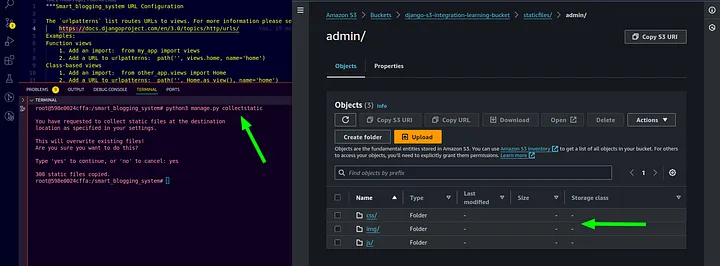 """Smart_blogging_system URL Configuration
The `urlpatterns` list routes URLs to views. For more information please se
https://docs.djangoproject.com/en/3.0/topics/http/urls/
Examples:
Function views
1. Add an import:  from my_app import views
2. Add a URL to urlpatterns:  path('', views.home, name='home')
Class-based views
1. Add an import:  from other_app.views import Home
2. Add a URL to urlpatterns:  path('', Home.as_view(), name='home')
PROBLEMS
OUTPUT
DEBUG CONSOLE
TERMINAL
PORTS
TERMINAL
root@598e0024cffa:/smart_blogging_system# python3 manage.py collectstatic
You have requested to collect static files at the destination
location as specified in your settings.
This will overwrite existing files!
Are you sure you want to do this?
Type 'yes' to continue, or 'no' to cancel: yes
308 static files copied.
root@598e0024cffa:/smart_blogging_system#
Amazon S3 > Buckets > django-s3-integration-learning-bucket > staticfiles/ > admin/
admin/
Copy S3 URI
Objects
Properties
Objects (3) Info
Copy S3 URI
Copy URL
Download
Open
Delete
Actions
Create folder
Upload
Objects are the fundamental entities stored in Amazon S3. You can use Amazon S3 inventory to get a list of all objects in your bucket. For others
to access your objects, you'll need to explicitly grant them permissions. Learn more
Find objects by prefix
< 1 >
Name Type Last modified Size Storage class
css/ Folder - - -
img/ Folder - - -
js/ Folder - - -